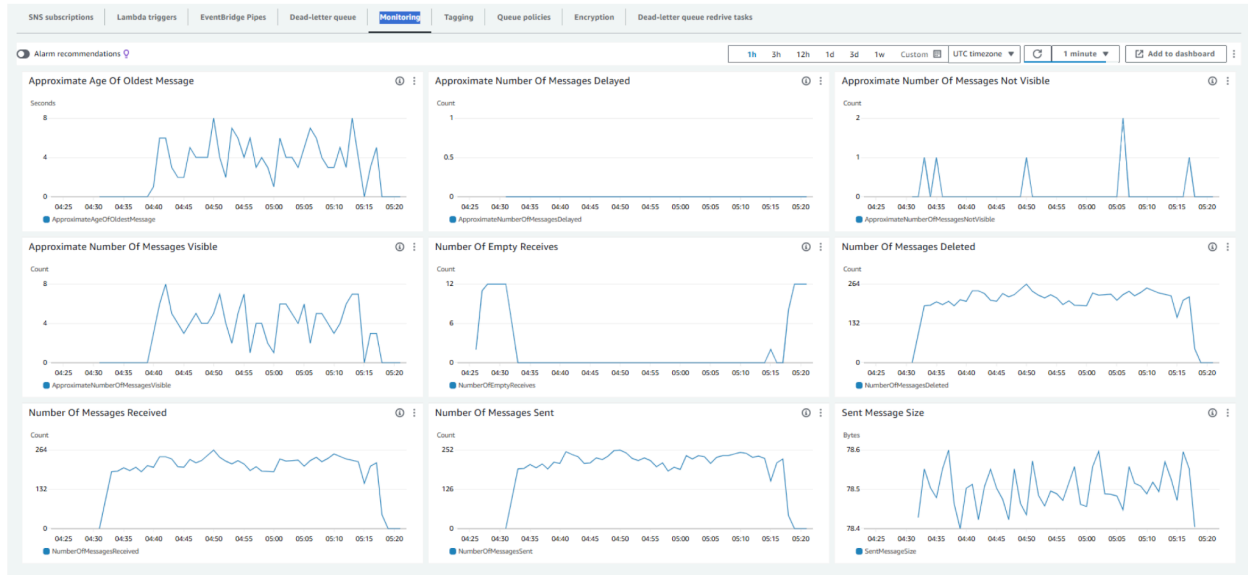 SNS subscriptions Lambda triggers EventBridge Pipes Dead-letter queue Monitoring Tagging Queue policies Encryption Dead-letter queue redrive tasks
Alarm recommendations 1h 3h 12h 1d 3d 1w Custom UTC timezone 1 minute Add to dashboard
Approximate Age Of Oldest Message
Seconds
8
4
0
04:25 04:30 04:35 04:40 04:45 04:50 04:55 05:00 05:05 05:10 05:15 05:20
ApproximateAgeOfOldestMessage
Approximate Number Of Messages Delayed
Count
1
0.5
0
04:25 04:30 04:35 04:40 04:45 04:50 04:55 05:00 05:05 05:10 05:15 05:20
ApproximateNumberOfMessagesDelayed
Approximate Number Of Messages Not Visible
Count
2
1
0
04:25 04:30 04:35 04:40 04:45 04:50 04:55 05:00 05:05 05:10 05:15 05:20
ApproximateNumberOfMessagesNotVisible
Approximate Number Of Messages Visible
Count
8
4
0
04:25 04:30 04:35 04:40 04:45 04:50 04:55 05:00 05:05 05:10 05:15 05:20
ApproximateNumberOfMessagesVisible
Number Of Empty Receives
Count
12
6
0
04:25 04:30 04:35 04:40 04:45 04:50 04:55 05:00 05:05 05:10 05:15 05:20
NumberOfEmptyReceives
Number Of Messages Deleted
Count
264
132
0
04:25 04:30 04:35 04:40 04:45 04:50 04:55 05:00 05:05 05:10 05:15 05:20
NumberOfMessagesDeleted
Number Of Messages Received
Count
264
132
0
04:25 04:30 04:35 04:40 04:45 04:50 04:55 05:00 05:05 05:10 05:15 05:20
NumberOfMessagesReceived
Number Of Messages Sent
Count
252
126
0
04:25 04:30 04:35 04:40 04:45 04:50 04:55 05:00 05:05 05:10 05:15 05:20
NumberOfMessagesSent
Sent Message Size
Bytes
78.6
78.5
78.4
04:25 04:30 04:35 04:40 04:45 04:50 04:55 05:00 05:05 05:10 05:15 05:20
SentMessageSize